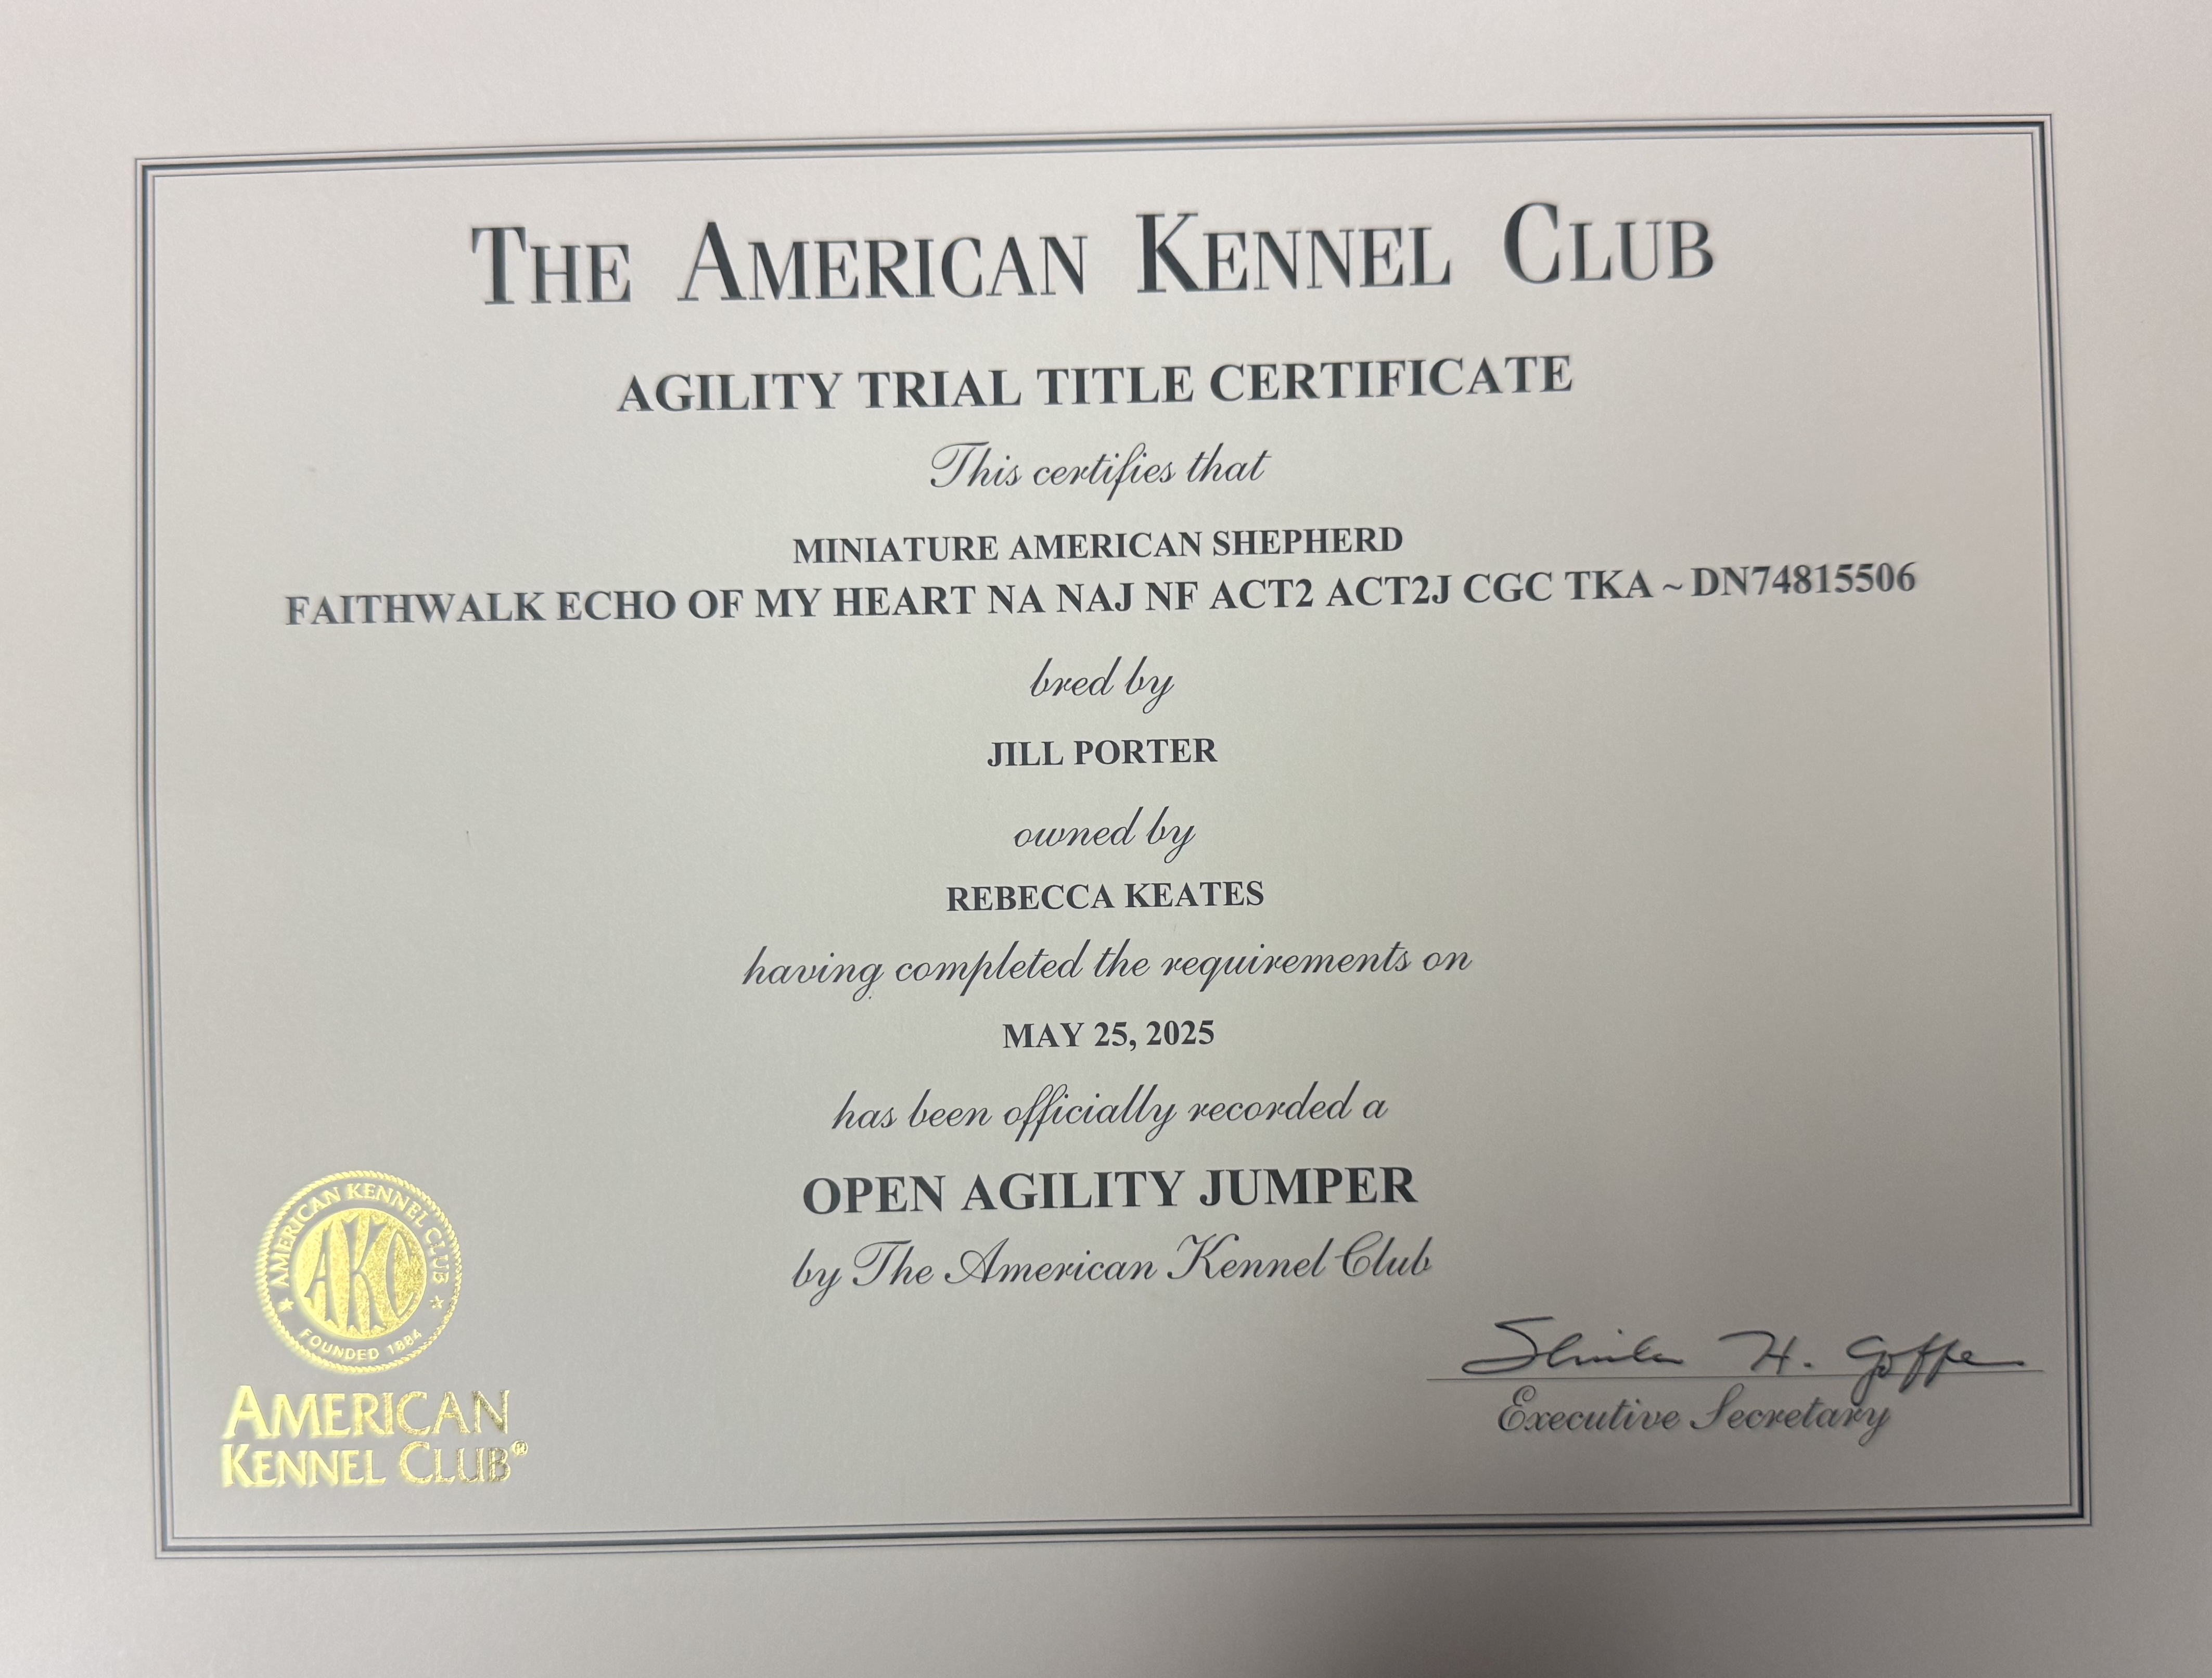 THE AMERICAN KENNEL CLUB
AGILITY TRIAL TITLE CERTIFICATE
This certifies that
MINIATURE AMERICAN SHEPHERD
FAITHWALK ECHO OF MY HEART NA NAJ NF ACT2 ACT2J CGC TKA ~ DN74815506
bred by
JILL PORTER
owned by
REBECCA KEATES
having completed the requirements on
MAY 25, 2025
has been officially recorded a
OPEN AGILITY JUMPER
by The American Kennel Club
AMERICAN KENNEL CLUB
AKC
FOUNDED 1884
AMERICAN
KENNEL CLUB®
H. Goffe
Executive Secretary